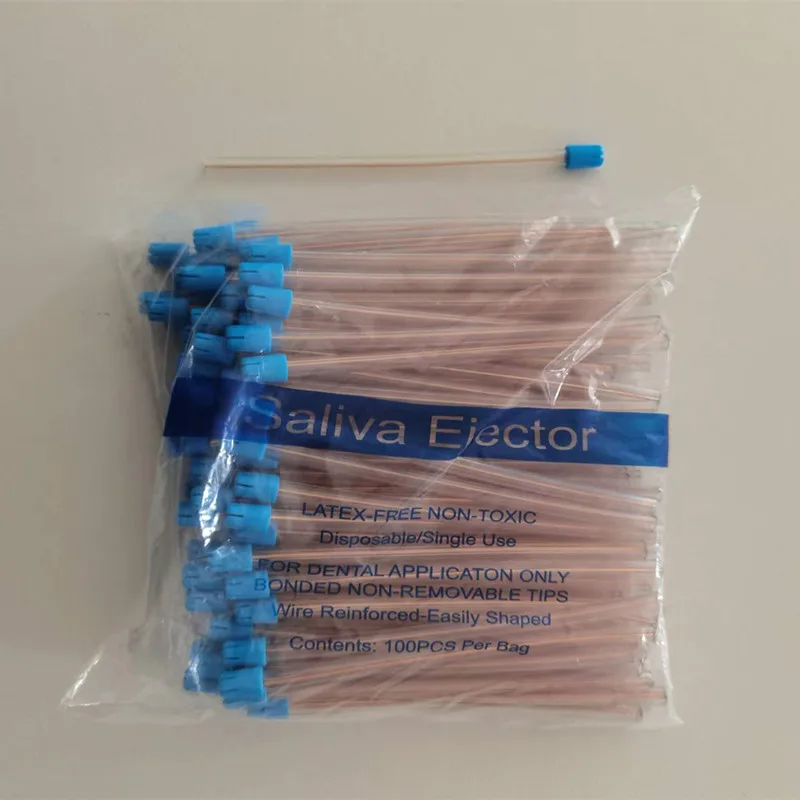 Saliva Ejector
LATEX-FREE NON-TOXIC
Disposable/Single Use
FOR DENTAL APPLICATON ONLY
BONDED NON-REMOVABLE TIPS
Wire Reinforced-Easily Shaped
Contents: 100PCS Per Bag